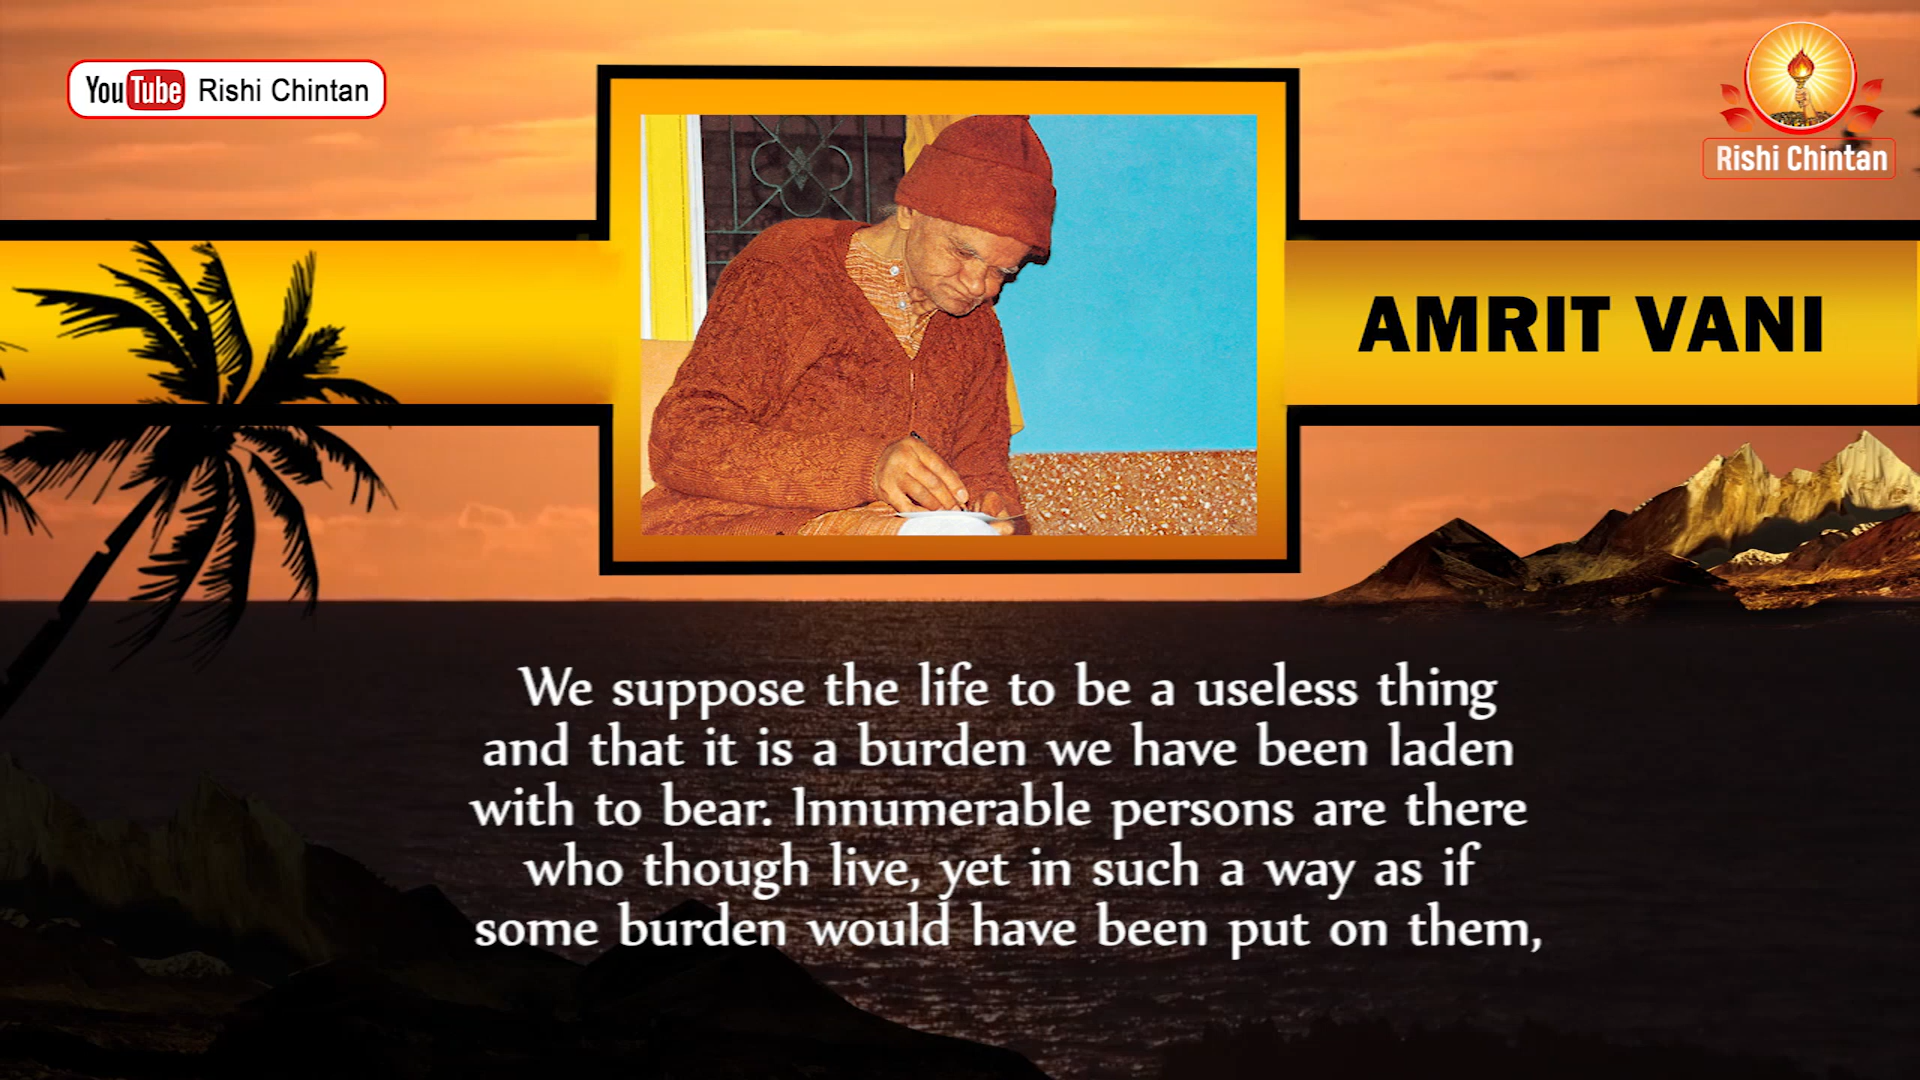 YouTube Rishi Chintan
Rishi Chintan
AMRIT VANI
We suppose the life to be a useless thing
and that it is a burden we have been laden
with to bear. Innumerable persons are there
who though live, yet in such a way as if
some burden would have been put on them,